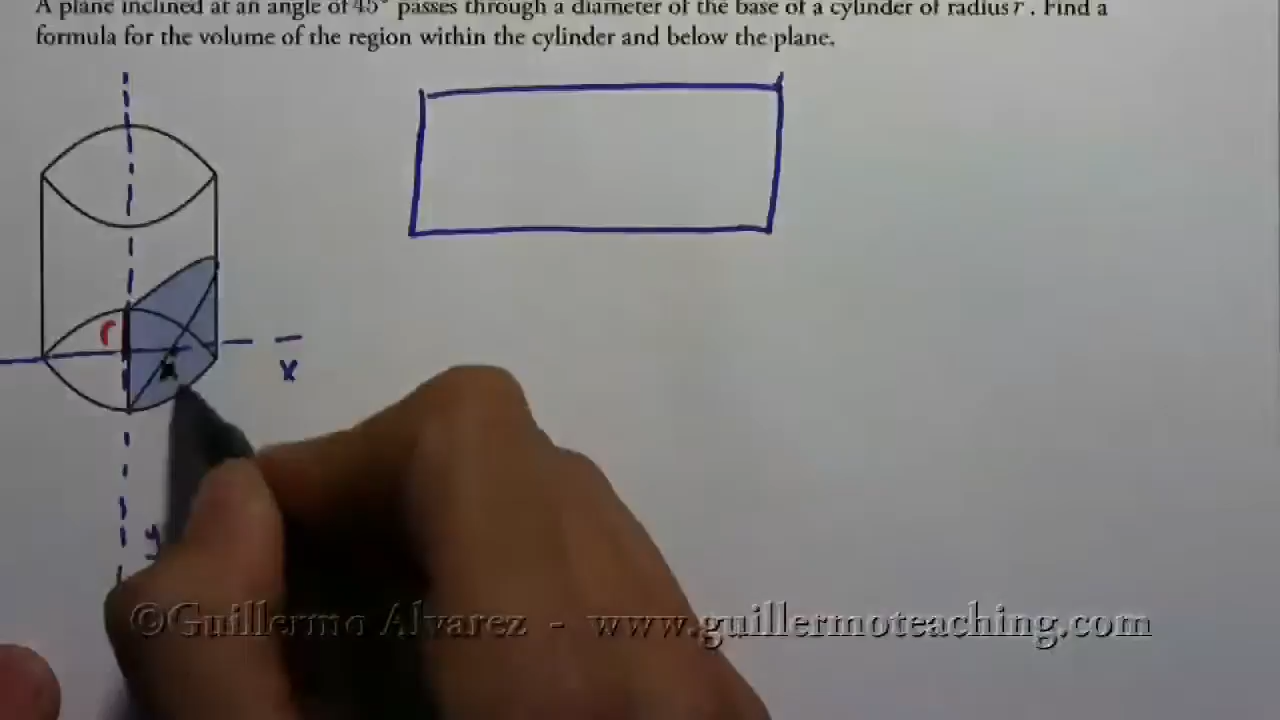 A plane inclined at an angle of 45° passes through a diameter of the base of a cylinder of radius r . Find a
formula for the volume of the region within the cylinder and below the plane.
r
x
x
y
©Guillermo Alvarez - www.guillermoteaching.com